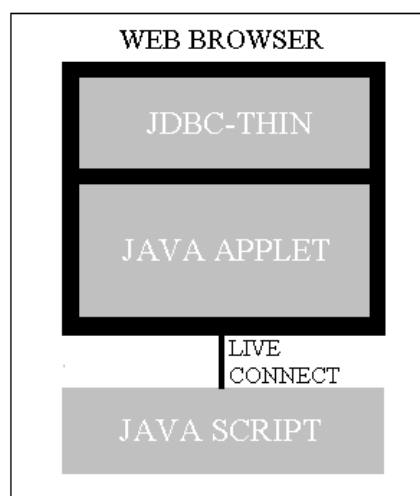 WEB BROWSER
JDBC-THIN
JAVA APPLET
LIVE
CONNECT
JAVA SCRIPT